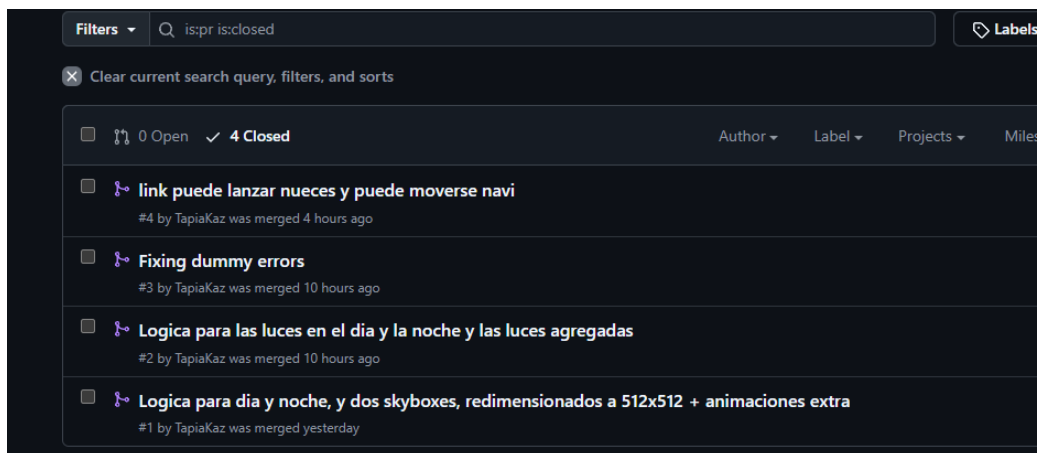 Filters
is:pr is:closed
Labels
Clear current search query, filters, and sorts
0 Open 4 Closed Author Label Projects Miles
link puede lanzar nueces y puede moverse navi
#4 by TapiaKaz was merged 4 hours ago
Fixing dummy errors
#3 by TapiaKaz was merged 10 hours ago
Logica para las luces en el dia y la noche y las luces agregadas
#2 by TapiaKaz was merged 10 hours ago
Logica para dia y noche, y dos skyboxes, redimensionados a 512x512 + animaciones extra
#1 by TapiaKaz was merged yesterday